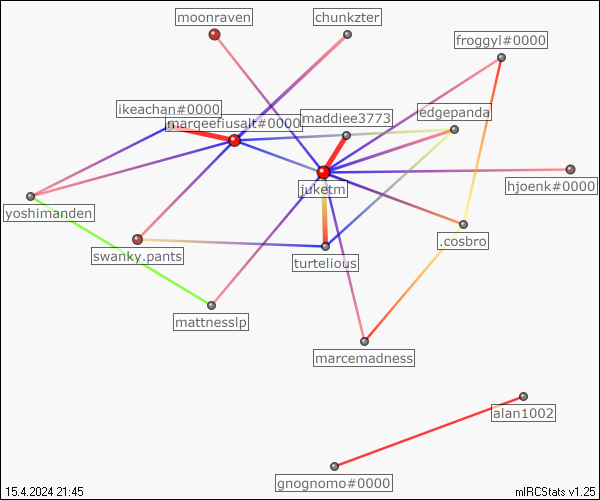 moonraven
chunkzter
froggyl#0000
ikeachan#0000
marqeefiusalt#0000
maddiee3773
edgepanda
juketm
hjoenk#0000
yoshimanden
.cosbro
swanky.pants
turtelious
mattnesslp
marcemadness
alan1002
gnognomo#0000
15.4.2024 21:45
mIRCStats v1.25